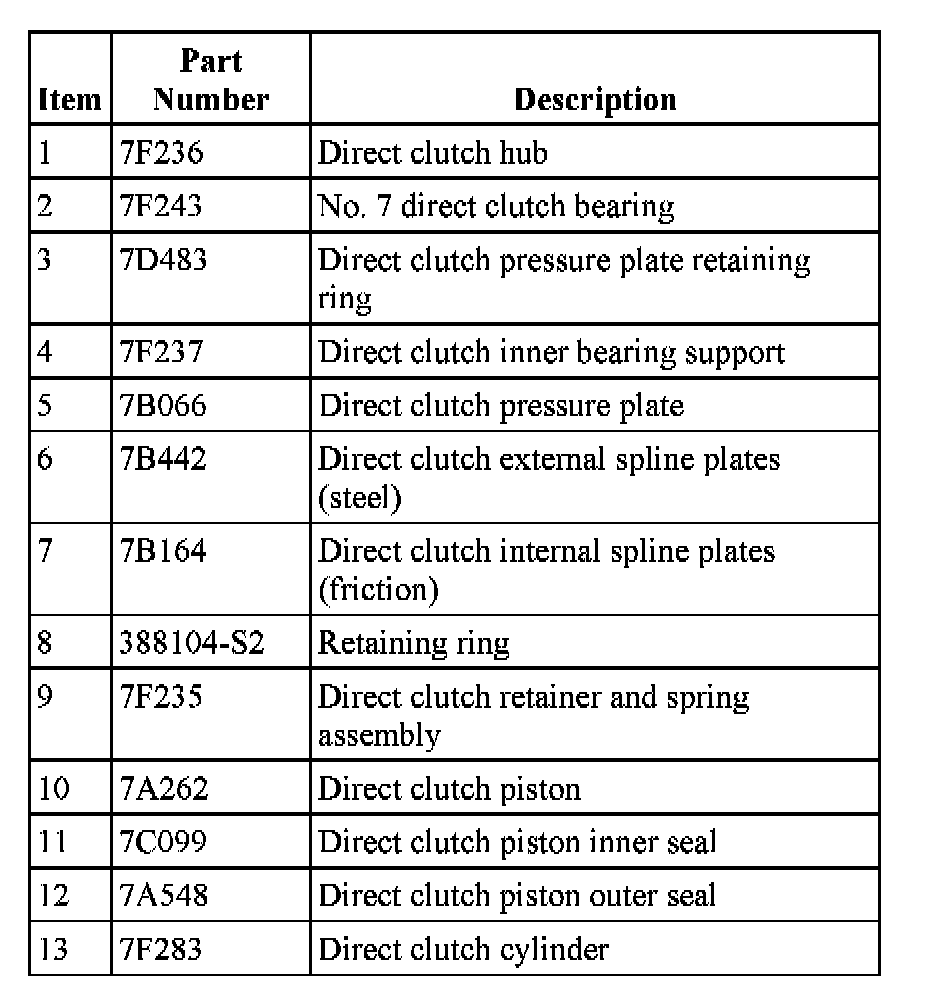 Item Part Number Description
1 7F236 Direct clutch hub
2 7F243 No. 7 direct clutch bearing
3 7D483 Direct clutch pressure plate retaining
ring
4 7F237 Direct clutch inner bearing support
5 7B066 Direct clutch pressure plate
6 7B442 Direct clutch external spline plates
(steel)
7 7B164 Direct clutch internal spline plates
(friction)
8 388104-S2 Retaining ring
9 7F235 Direct clutch retainer and spring
assembly
10 7A262 Direct clutch piston
11 7C099 Direct clutch piston inner seal
12 7A548 Direct clutch piston outer seal
13 7F283 Direct clutch cylinder